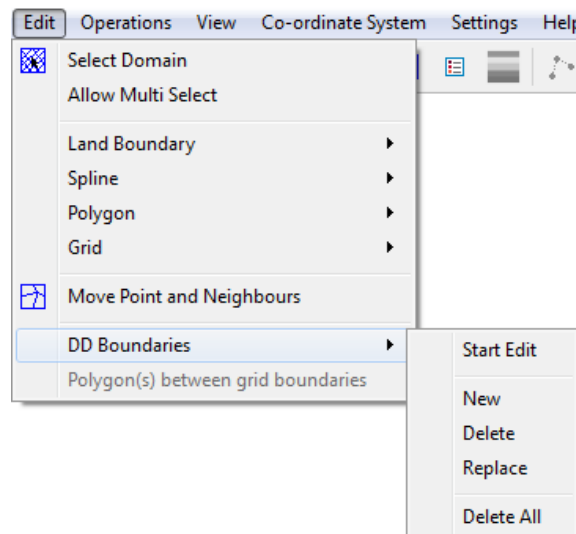 Edit Operations View Co-ordinate System Settings Help
Select Domain
Allow Multi Select
Land Boundary
Spline
Polygon
Grid
Move Point and Neighbours
DD Boundaries
Polygon(s) between grid boundaries
Start Edit
New
Delete
Replace
Delete All